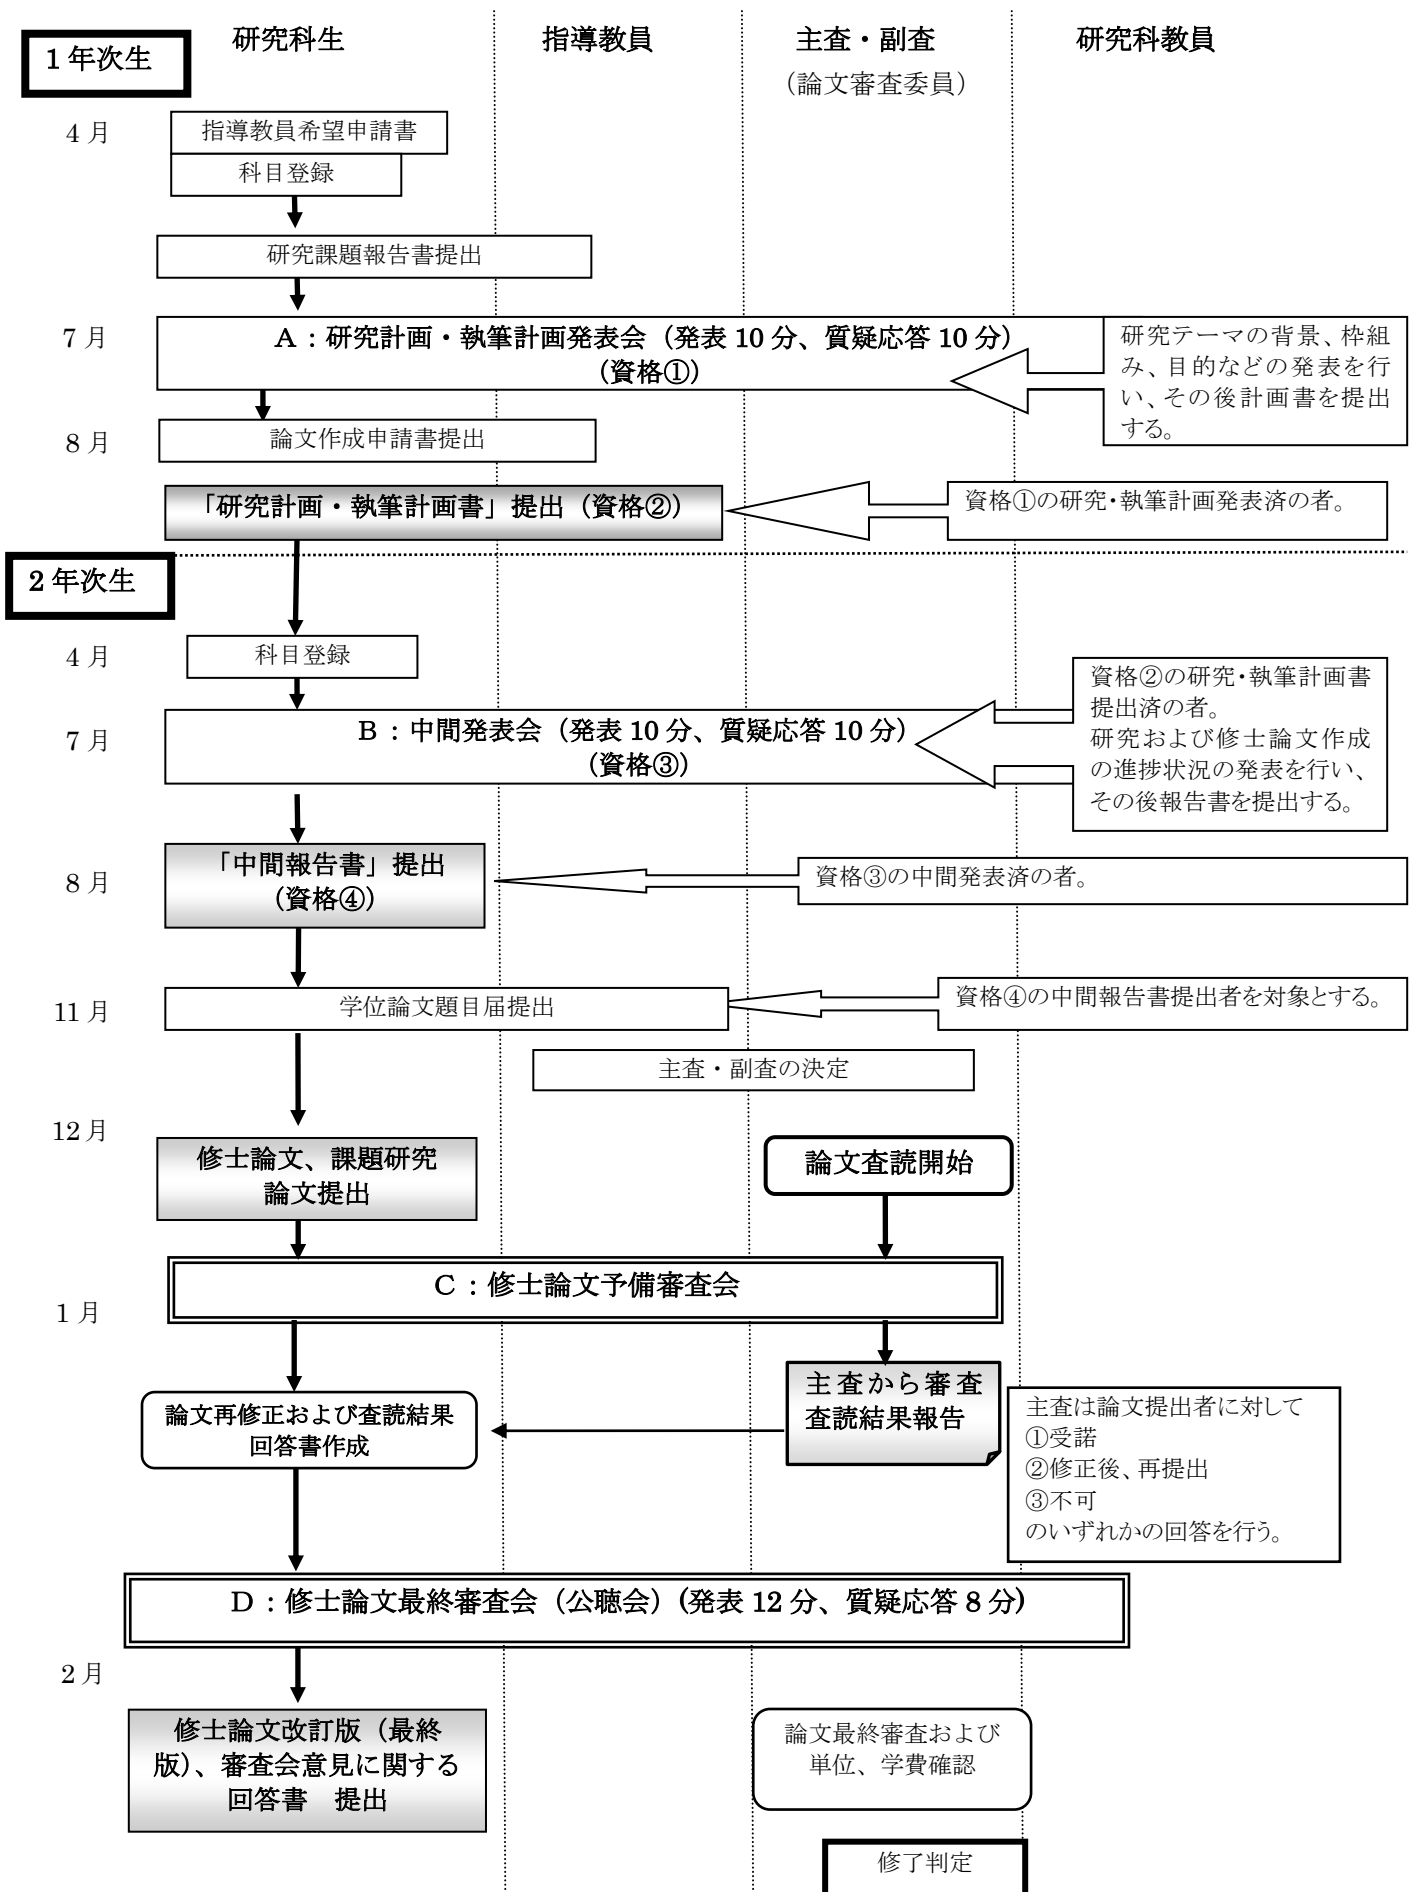 研究科生
指導教員
主査・副査
（論文審査委員）
研究科教員
1 年次生
4 月
指導教員希望申請書
科目登録
研究課題報告書提出
7 月
A：研究計画・執筆計画発表会（発表 10 分、質疑応答 10 分）
（資格①）
研究テーマの背景、枠組
み、目的などの発表を行
い、その後計画書を提出
する。
8 月
論文作成申請書提出
「研究計画・執筆計画書」提出（資格②）
資格①の研究・執筆計画発表済の者。
2 年次生
4 月
科目登録
資格②の研究・執筆計画書
提出済の者。
研究および修士論文作成
の進捗状況の発表を行い、
その後報告書を提出する。
7 月
B：中間発表会（発表 10 分、質疑応答 10 分）
（資格③）
8 月
「中間報告書」提出
（資格④）
資格③の中間発表済の者。
11 月
学位論文題目届提出
資格④の中間報告書提出者を対象とする。
主査・副査の決定
12 月
修士論文、課題研究
論文提出
論文査読開始
C：修士論文予備審査会
1 月
主査から審査
査読結果報告
論文再修正および査読結果
回答書作成
主査は論文提出者に対して
①受諾
②修正後、再提出
③不可
のいずれかの回答を行う。
D：修士論文最終審査会（公聴会）(発表 12 分、質疑応答 8 分)
2 月
修士論文改訂版（最終
版）、審査会意見に関する
回答書　提出
論文最終審査および
単位、学費確認
修了判定